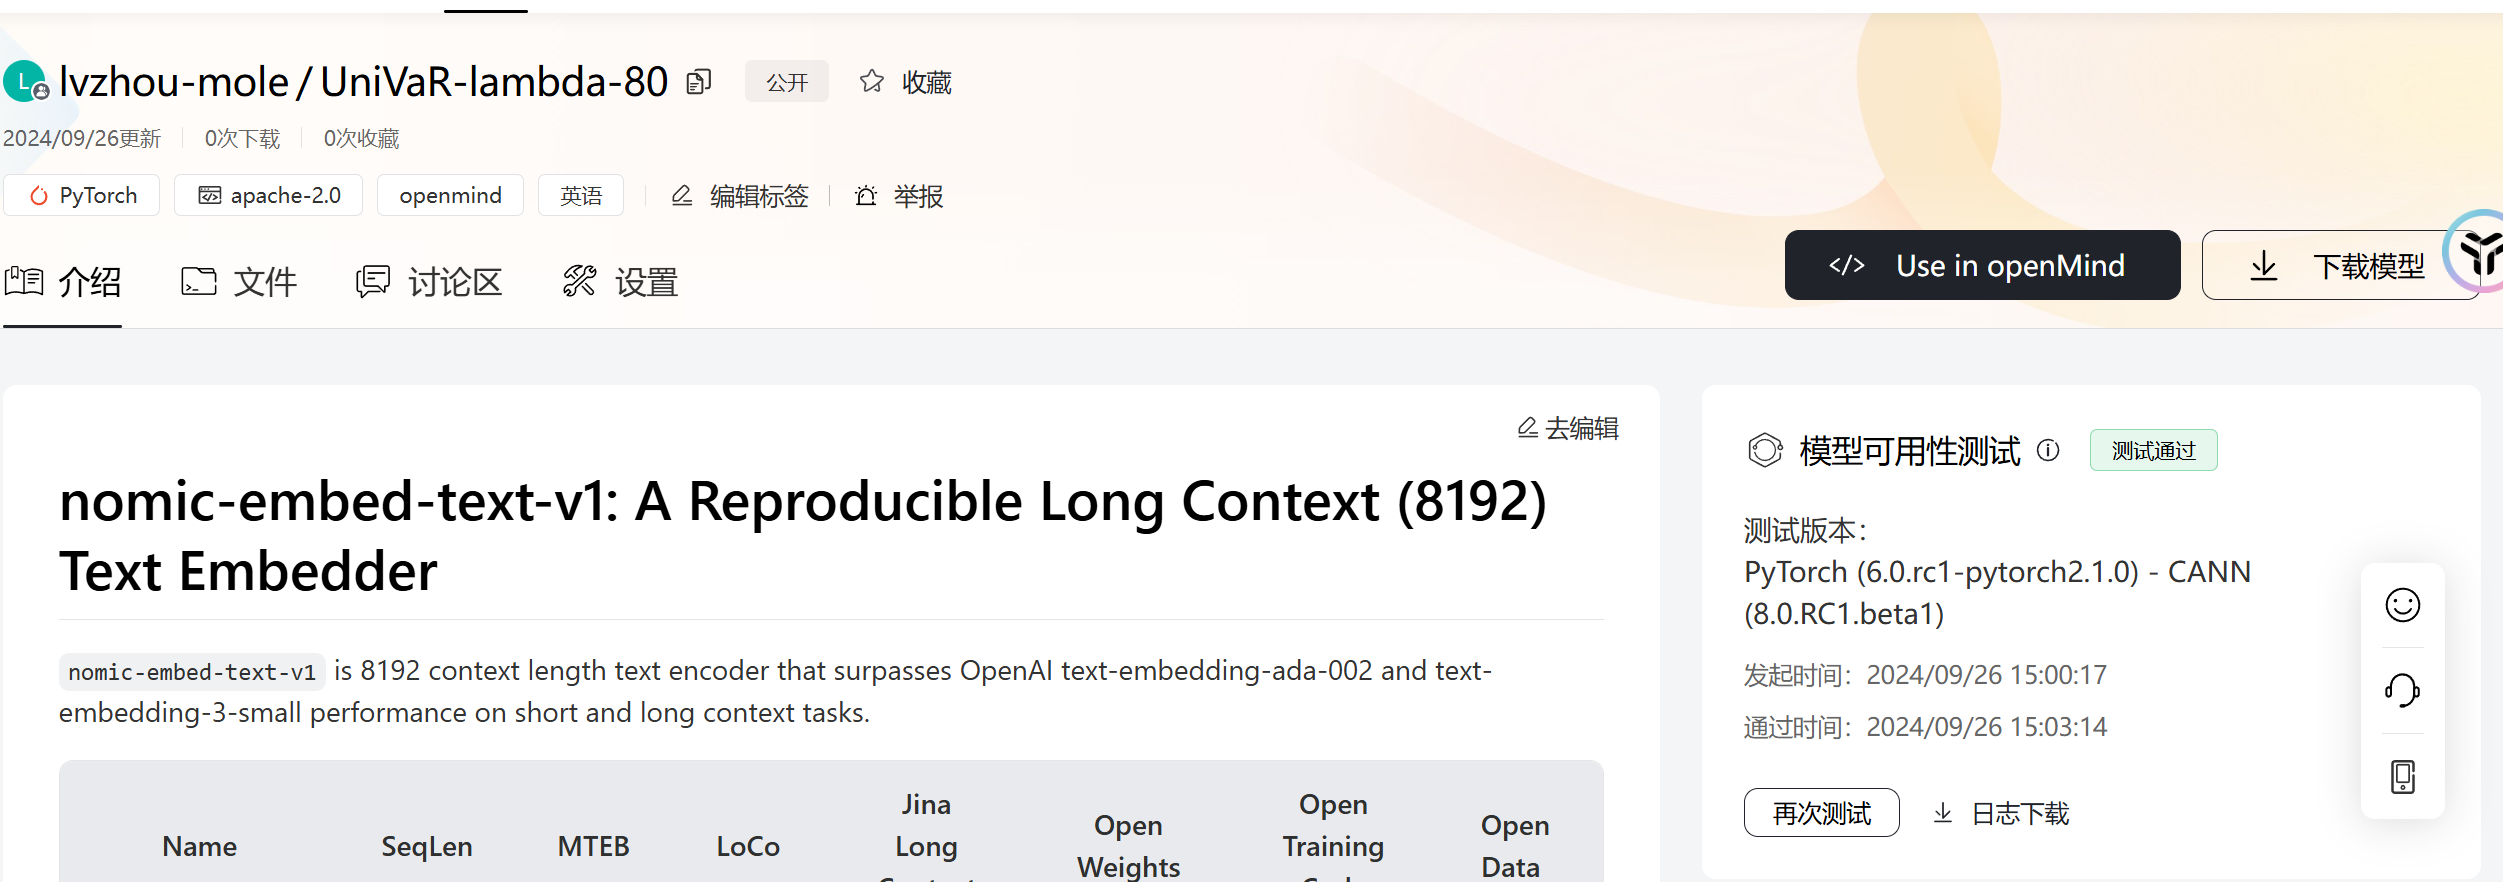 L
lvzhou-mole / UniVaR-lambda-80
公开
收藏
2024/09/26更新
0次下载
0次收藏
PyTorch
apache-2.0
openmind
英语
编辑标签
举报
介绍
文件
讨论区
设置
Use in openMind
下载模型
去编辑
nomic-embed-text-v1: A Reproducible Long Context (8192)
Text Embedder
nomic-embed-text-v1 is 8192 context length text encoder that surpasses OpenAI text-embedding-ada-002 and text-
embedding-3-small performance on short and long context tasks.
Name
SeqLen
MTEB
LoCo
Jina
Long
Open
Weights
Open
Training
Open
Data
模型可用性测试
测试通过
测试版本：
PyTorch (6.0.rc1-pytorch2.1.0) - CANN
(8.0.RC1.beta1)
发起时间：2024/09/26 15:00:17
通过时间：2024/09/26 15:03:14
再次测试
日志下载